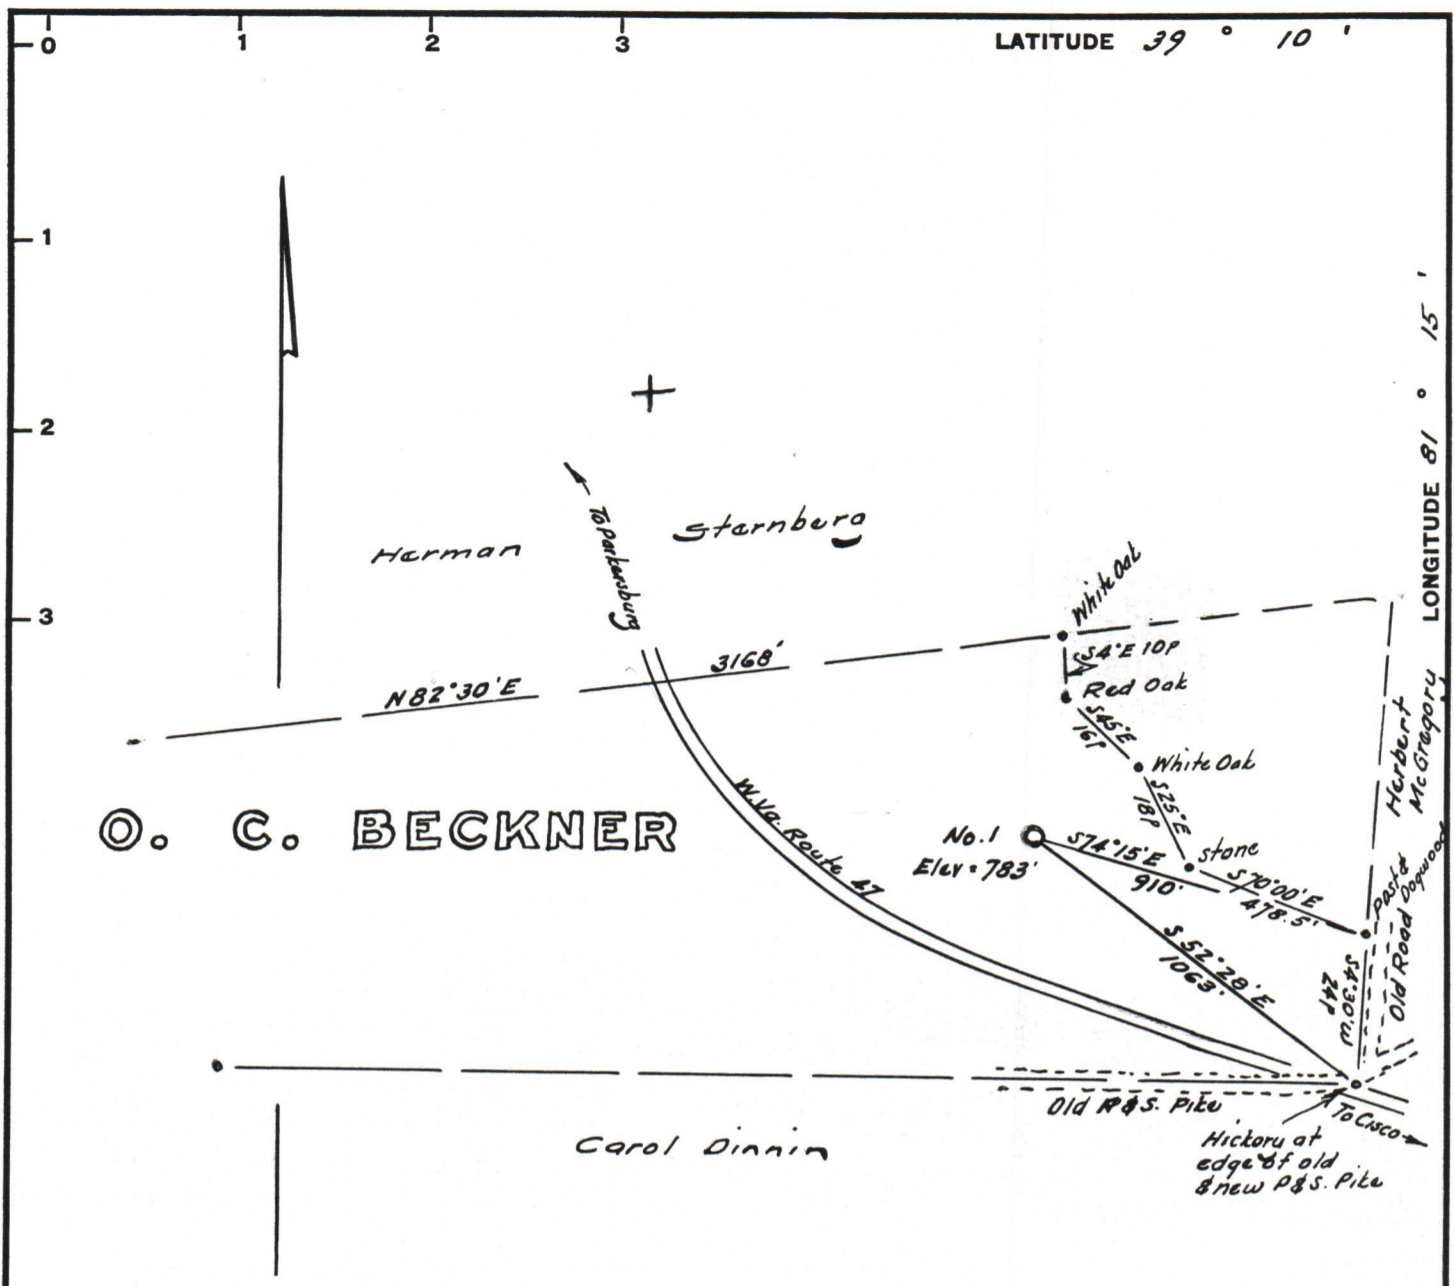 0 1 2 3 LATITUDE 39 ° 10 '
1
2
3
LONGITUDE 81 ° 15 '
To Parkersburg
Herman Sternburg
White Oak
S4°E 10P
Red Oak
3168'
N82°30'E
S45°E
16P
White Oak
S25°E
18P
W.Va. Route 47
O. C. BECKNER
No. 1
Elev = 783'
S74°15'E
910'
Stone
S70°00'E
478.5'
Herbert
McGregory
Post &
Dogwood
Old Road
S52°28'E
1063'
S4°30'W
24P
Old P&S. Pike
To Cisco
Carol Dinnin
Hickory at
edge of old
& new P&S. Pike